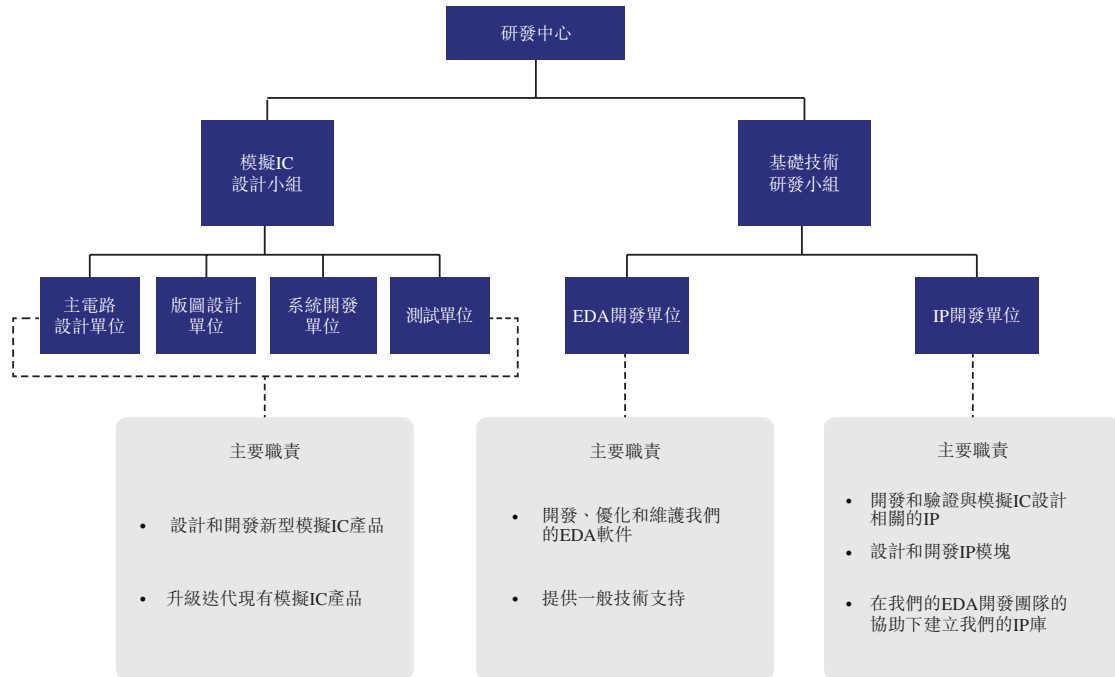 研發中心
模擬IC
設計小組
基礎技術
研發小組
主電路
設計單位
版圖設計
單位
系統開發
單位
測試單位
EDA開發單位
IP開發單位
主要職責
• 設計和開發新型模擬IC產品
• 升級迭代現有模擬IC產品
主要職責
• 開發、優化和維護我們
的EDA軟件
• 提供一般技術支持
主要職責
• 開發和驗證與模擬IC設計
相關的IP
• 設計和開發IP模塊
• 在我們的EDA開發團隊的
協助下建立我們的IP庫